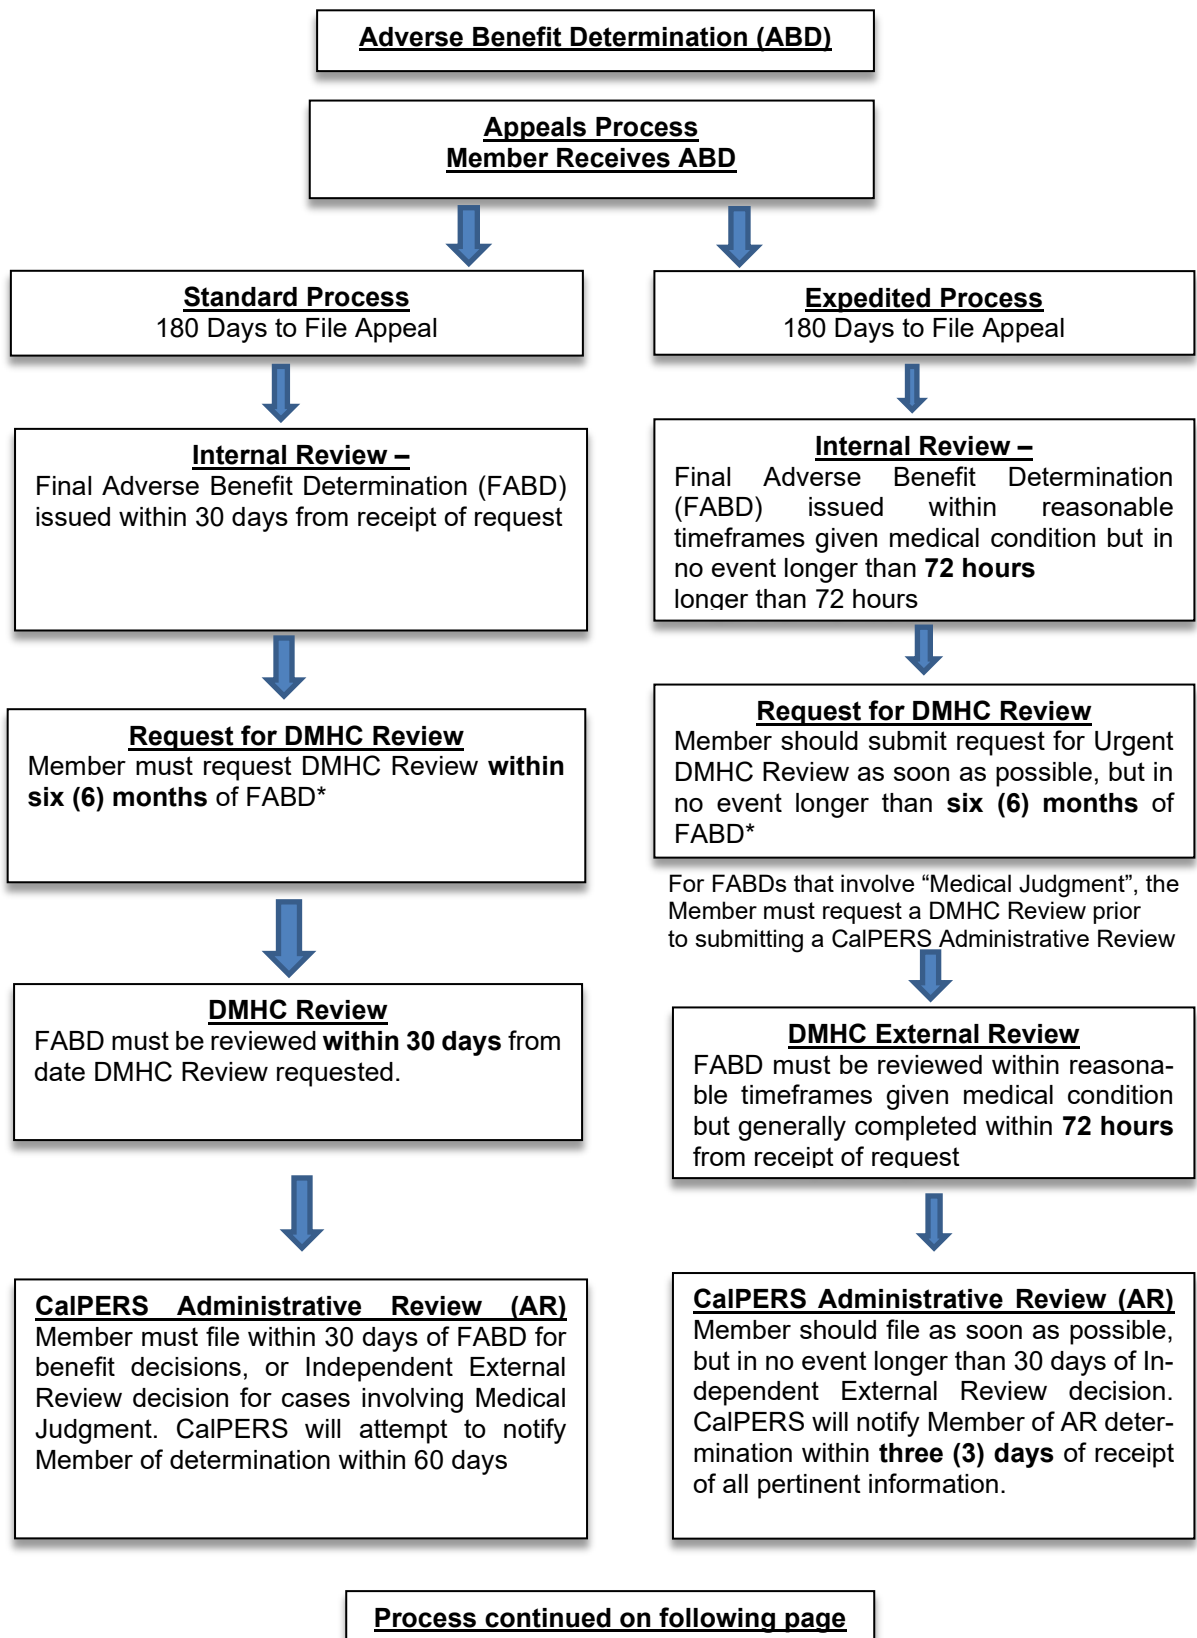 Adverse Benefit Determination (ABD)
Appeals Process
Member Receives ABD
Standard Process
180 Days to File Appeal
Expedited Process
180 Days to File Appeal
Internal Review –
Final Adverse Benefit Determination (FABD)
issued within 30 days from receipt of request
Internal Review –
Final Adverse Benefit Determination
(FABD) issued within reasonable
timeframes given medical condition but in
no event longer than 72 hours
longer than 72 hours
Request for DMHC Review
Member must request DMHC Review within
six (6) months of FABD*
Request for DMHC Review
Member should submit request for Urgent
DMHC Review as soon as possible, but in
no event longer than six (6) months of
FABD*
For FABDs that involve “Medical Judgment”, the
Member must request a DMHC Review prior
to submitting a CalPERS Administrative Review
DMHC Review
FABD must be reviewed within 30 days from
date DMHC Review requested.
DMHC External Review
FABD must be reviewed within reasona-
ble timeframes given medical condition
but generally completed within 72 hours
from receipt of request
CalPERS Administrative Review (AR)
Member must file within 30 days of FABD for
benefit decisions, or Independent External
Review decision for cases involving Medical
Judgment. CalPERS will attempt to notify
Member of determination within 60 days
CalPERS Administrative Review (AR)
Member should file as soon as possible,
but in no event longer than 30 days of In-
dependent External Review decision.
CalPERS will notify Member of AR deter-
mination within three (3) days of receipt
of all pertinent information.
Process continued on following page